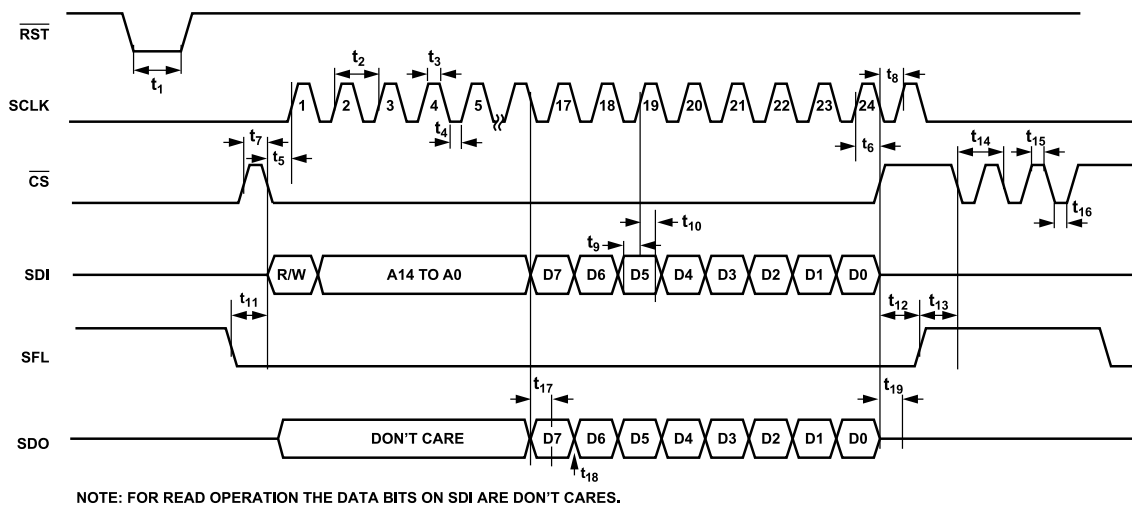 RST
t1
SCLK
t2
t3
t8
1 2 3 4 5 17 18 19 20 21 22 23 24
t4
t7
t5
t6
CS
t14
t15
t16
t10
t9
SDI
R/W A14 TO A0 D7 D6 D5 D4 D3 D2 D1 D0
t11
t12
t13
SFL
t17
t19
SDO
DON'T CARE D7 D6 D5 D4 D3 D2 D1 D0
t18
NOTE: FOR READ OPERATION THE DATA BITS ON SDI ARE DON'T CARES.